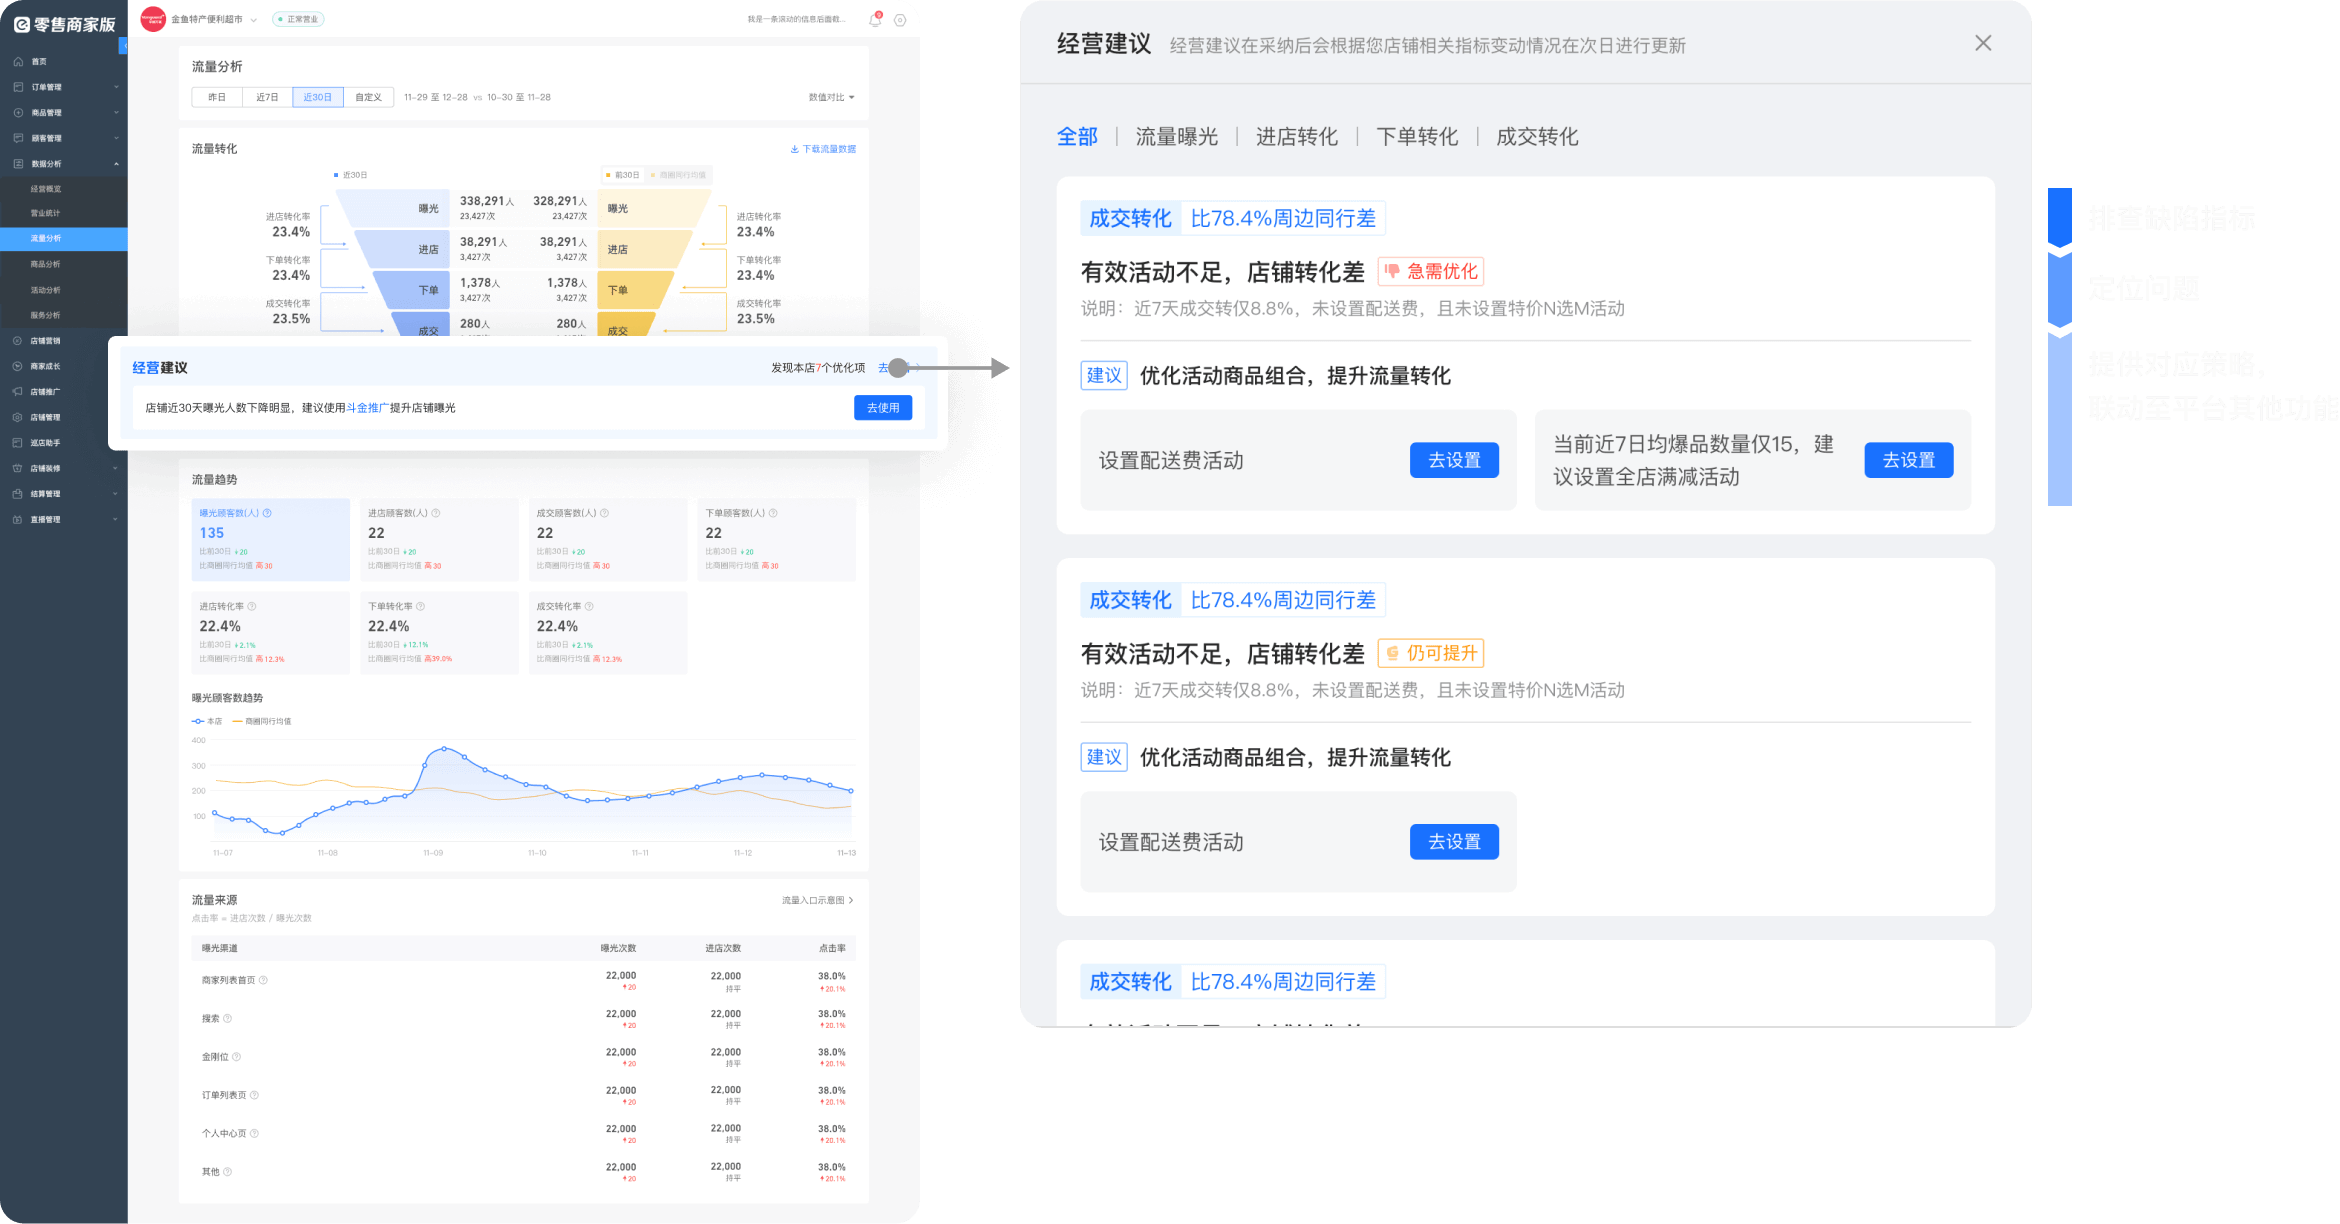 零售商家版
首页
订单管理
商品管理
顾客管理
数据分析
经营概览
营业统计
流量分析
商品分析
活动分析
服务分析
店铺营销
商家成长
店铺推广
店铺管理
巡店助手
店铺装修
结算管理
直播管理
金鱼特产便利超市
正常营业
我是一条滚动的信息后面截...
流量分析
昨日 近7日 近30日 自定义 11-29 至 12-28 vs 10-30 至 11-28 数值对比
流量转化 下载流量数据
近30日 前30日 商圈同行均值
曝光 338,291人 328,291人 曝光
23,427次 23,427次
进店转化率 进店转化率
23.4% 23.4%
进店 38,291人 38,291人 进店
3,427次 3,427次
下单转化率 下单转化率
23.4% 23.4%
下单 1,378人 1,378人 下单
3,427次 3,427次
成交转化率 成交转化率
23.5% 23.5%
成交 280人 280人 成交
经营建议 发现本店7个优化项 去
店铺近30天曝光人数下降明显，建议使用斗金推广提升店铺曝光 去使用
流量趋势
曝光顾客数(人) 进店顾客数(人) 成交顾客数(人) 下单顾客数(人)
135 22 22 22
比前30日 20 比前30日 20 比前30日 20 比前30日 20
比商圈同行均值 高30 比商圈同行均值 高30 比商圈同行均值 高30 比商圈同行均值 高30
进店转化率 下单转化率 成交转化率
22.4% 22.4% 22.4%
比前30日 2.1% 比前30日 12.1% 比前30日 2.1%
比商圈同行均值 高 12.3% 比商圈同行均值 高39.0% 比商圈同行均值 高 12.3%
曝光顾客数趋势
本店 商圈同行均值
400
300
200
100
11-07 11-08 11-09 11-10 11-11 11-12 11-13
流量来源 流量入口示意图
点击率 = 进店次数 / 曝光次数
曝光渠道 曝光次数 进店次数 点击率
商家列表首页 22,000 22,000 38.0%
20 持平 20.1%
搜索 22,000 22,000 38.0%
20 持平 20.1%
金刚位 22,000 22,000 38.0%
20 持平 20.1%
订单列表页 22,000 22,000 38.0%
20 持平 20.1%
个人中心页 22,000 22,000 38.0%
20 持平 20.1%
其他 22,000 22,000 38.0%
20 持平 20.1%
经营建议 经营建议在采纳后会根据您店铺相关指标变动情况在次日进行更新
全部 流量曝光 进店转化 下单转化 成交转化
成交转化 比78.4%周边同行差
有效活动不足，店铺转化差 急需优化
说明：近7天成交转仅8.8%，未设置配送费，且未设置特价N选M活动
建议 优化活动商品组合，提升流量转化
设置配送费活动 去设置
当前近7日均爆品数量仅15，建
议设置全店满减活动
去设置
成交转化 比78.4%周边同行差
有效活动不足，店铺转化差 仍可提升
说明：近7天成交转仅8.8%，未设置配送费，且未设置特价N选M活动
建议 优化活动商品组合，提升流量转化
设置配送费活动 去设置
成交转化 比78.4%周边同行差
排查缺陷指标
定位问题
提供对应策略，
联动至平台其他功能